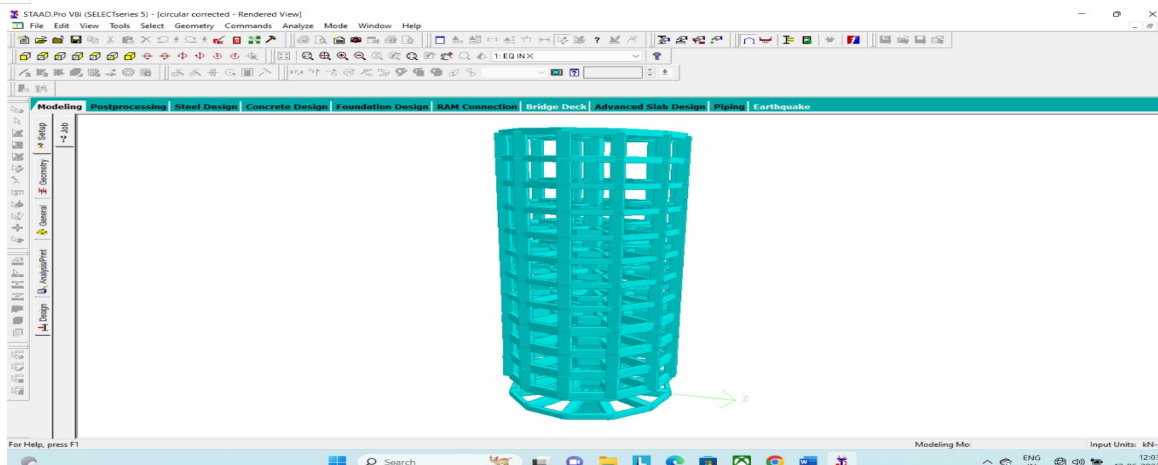 STAAD.Pro V8i (SELECTseries 5) - [circular corrected - Rendered View]
File Edit View Tools Select Geometry Commands Analyze Mode Window Help
1: EQ IN X
Modeling Postprocessing Steel Design Concrete Design Foundation Design RAM Connection Bridge Deck Advanced Slab Design Piping Earthquake
Setup
Job
Geometry
General
Analysis/Print
Design
Z
For Help, press F1 Modeling Mo Input Units: kN-
Search ENG 12:03